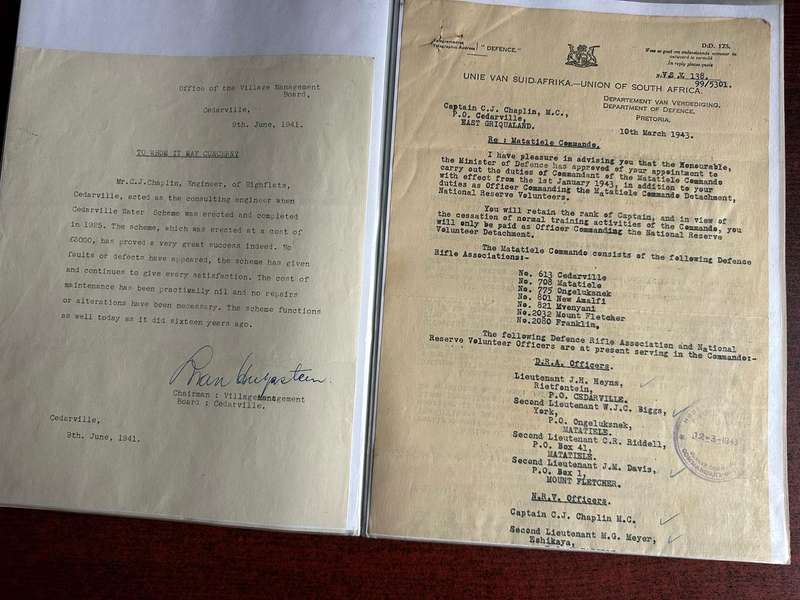 Office of the Village Management
Board,
Cedarville,
9th. June, 1941.
TO WHOM IT MAY CONCERN
Mr.C.J.Chaplin, Engineer, of Highflats,
Cedarville, acted as the consulting engineer when
Cedarville Water Scheme was erected and completed
in 1925. The scheme, which was erected at a cost of
£5000, has proved a very great success indeed. No
faults or defects have appeared, the scheme has given
and continues to give every satisfaction. The cost of
maintenance has been practically nil and no repairs
or alterations have been necessary. The scheme functions
as well today as it did sixteen years ago.
Chairman : Village Management
Board : Cedarville.
Cedarville,
9th. June, 1941.
Telegraphic Address "DEFENCE."
D.D. 175.
In reply please quote
No. V.S.X. 138.
99/5301.
UNIE VAN SUID-AFRIKA.—UNION OF SOUTH AFRICA.
DEPARTEMENT VAN VERDEDIGING,
DEPARTMENT OF DEFENCE,
PRETORIA.
Captain C.J. Chaplin, M.C.,
P.O. Cedarville,
EAST GRIQUALAND.
10th March 1943.
Re : Matatiele Commando.
I have pleasure in advising you that the Honourable,
the Minister of Defence has approved of your appointment to
carry out the duties of Commandant of the Matatiele Commando
with effect from the 1st January 1943, in addition to your
duties as Officer Commanding the Matatiele Commando Detachment,
National Reserve Volunteers.
You will retain the rank of Captain, and in view of
the cessation of normal training activities of the Commando, you
will only be paid as Officer Commanding the National Reserve
Volunteer Detachment.
The Matatiele Commando consists of the following Defence
Rifle Associations:-
No. 613 Cedarville
No. 708 Matatiele
No. 775 Ongeluksnek
No. 801 New Amalfi
No. 821 Mvenyani
No.2032 Mount Fletcher
No.2080 Franklin.
The following Defence Rifle Association and National
Reserve Volunteer Officers are at present serving in the Commando:-
D.R.A. Officers.
Lieutenant J.H. Heyns,
Rietfontein,
P.O. CEDARVILLE.
Second Lieutenant W.J.C. Biggs,
York,
P.O. Ongeluksnek,
MATATIELE.
Second Lieutenant C.R. Riddell,
P.O. Box 41,
MATATIELE.
Second Lieutenant J.M. Davis,
P.O. Box 1,
MOUNT FLETCHER.
12-3-1943
N.R.V. Officers.
Captain C.J. Chaplin M.C.
Second Lieutenant M.G. Meyer,
Eshikaya,